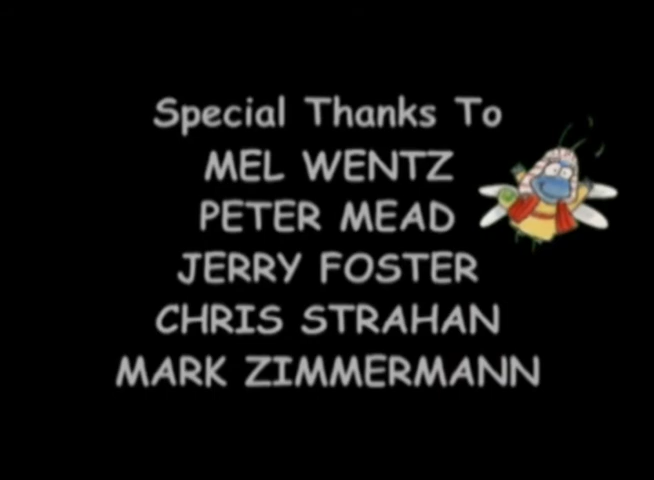 Special Thanks To
MEL WENTZ
PETER MEAD
JERRY FOSTER
CHRIS STRAHAN
MARK ZIMMERMANN